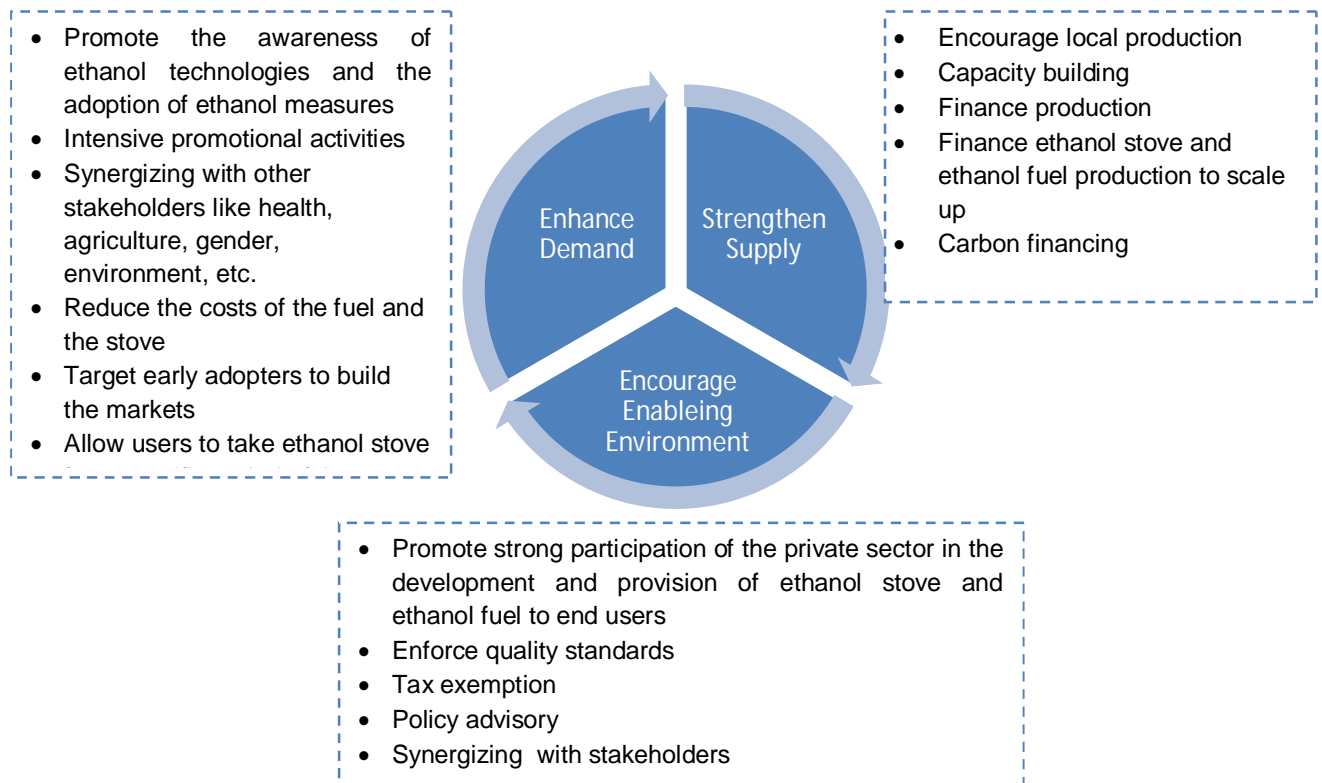 • Promote the awareness of
ethanol technologies and the
adoption of ethanol measures
• Intensive promotional activities
• Synergizing with other
stakeholders like health,
agriculture, gender,
environment, etc.
• Reduce the costs of the fuel and
the stove
• Target early adopters to build
the markets
• Allow users to take ethanol stove
Enhance
Demand
Strengthen
Supply
Encourage
Enableing
Environment
• Encourage local production
• Capacity building
• Finance production
• Finance ethanol stove and
ethanol fuel production to scale
up
• Carbon financing
• Promote strong participation of the private sector in the
development and provision of ethanol stove and
ethanol fuel to end users
• Enforce quality standards
• Tax exemption
• Policy advisory
• Synergizing with stakeholders